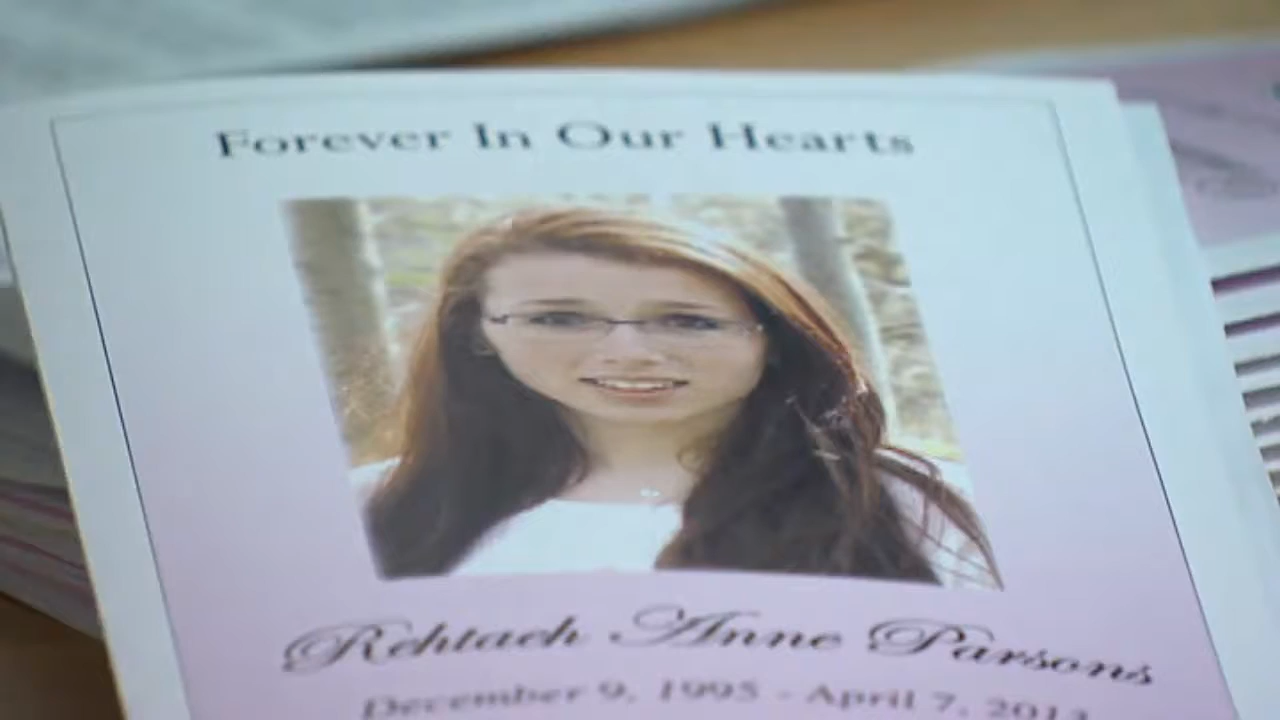 Forever In Our Hearts
Rehtaeh Anne Parsons
December 9, 1995 - April 7, 2013